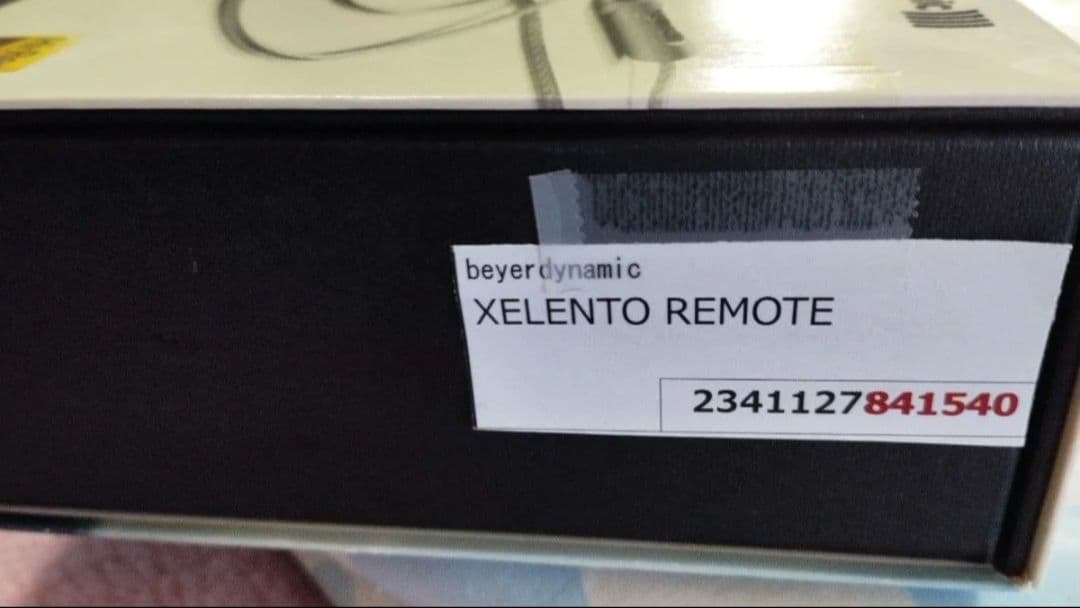 beyerdynamic
XELENTO REMOTE
2341127841540